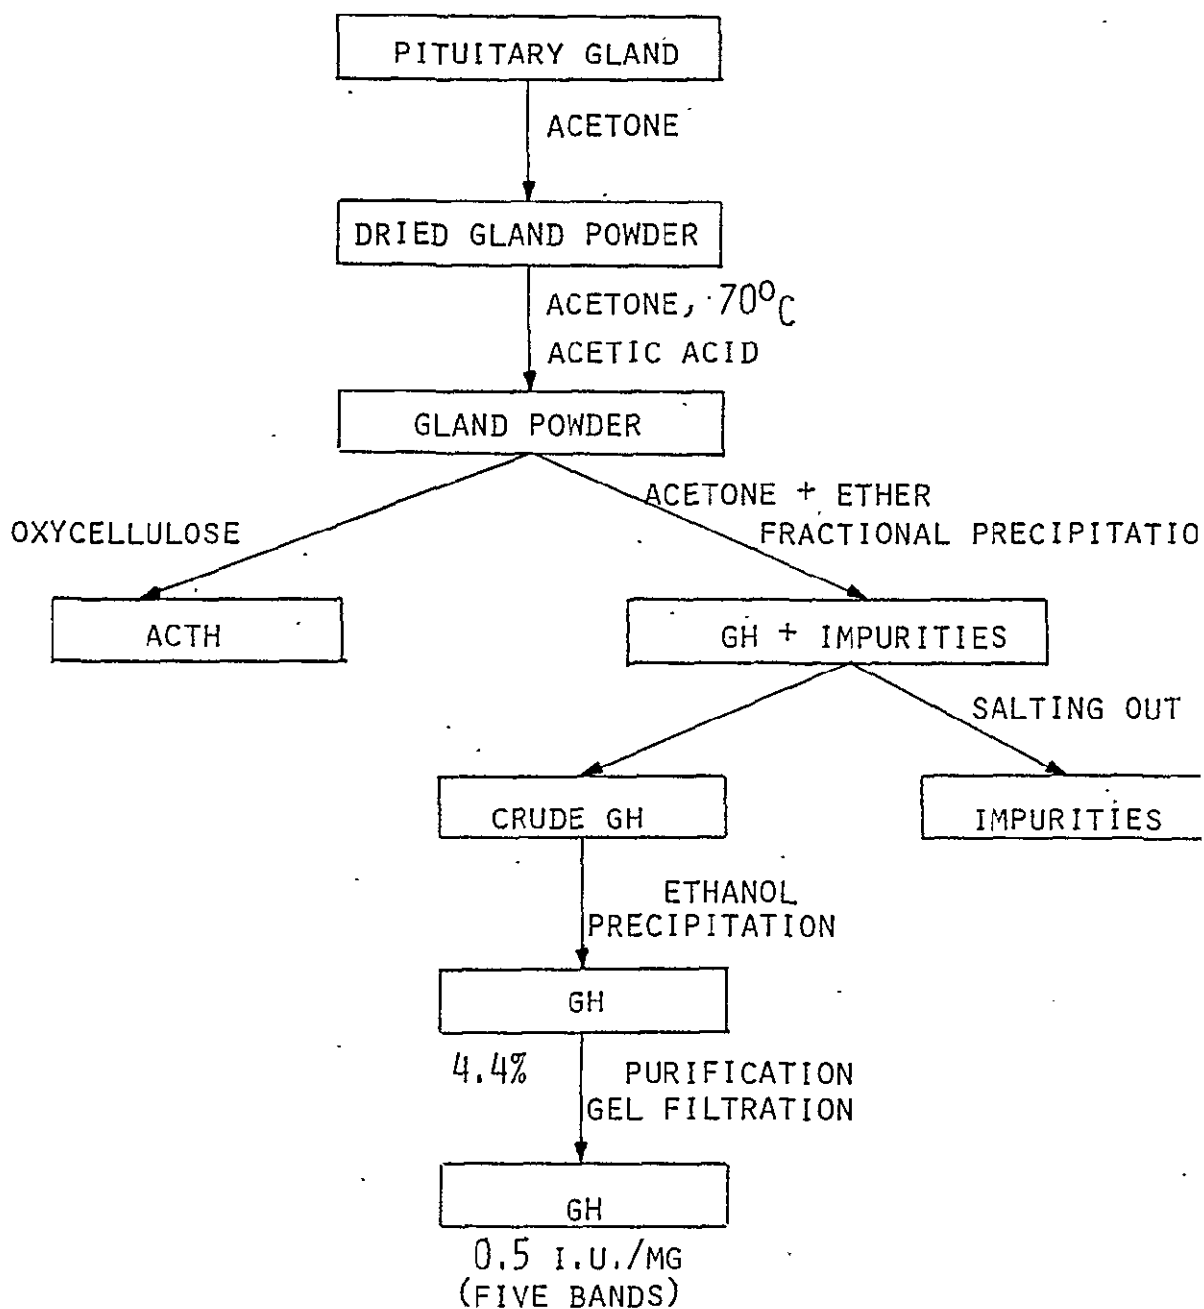 PITUITARY GLAND
ACETONE
DRIED GLAND POWDER
ACETONE, 70°C
ACETIC ACID
GLAND POWDER
ACETONE + ETHER
OXYCELLULOSE
FRACTIONAL PRECIPITATIO
ACTH
GH + IMPURITIES
SALTING OUT
CRUDE GH
IMPURITIES
ETHANOL
PRECIPITATION
GH
4.4%
PURIFICATION
GEL FILTRATION
GH
0.5 I.U./MG
(FIVE BANDS)